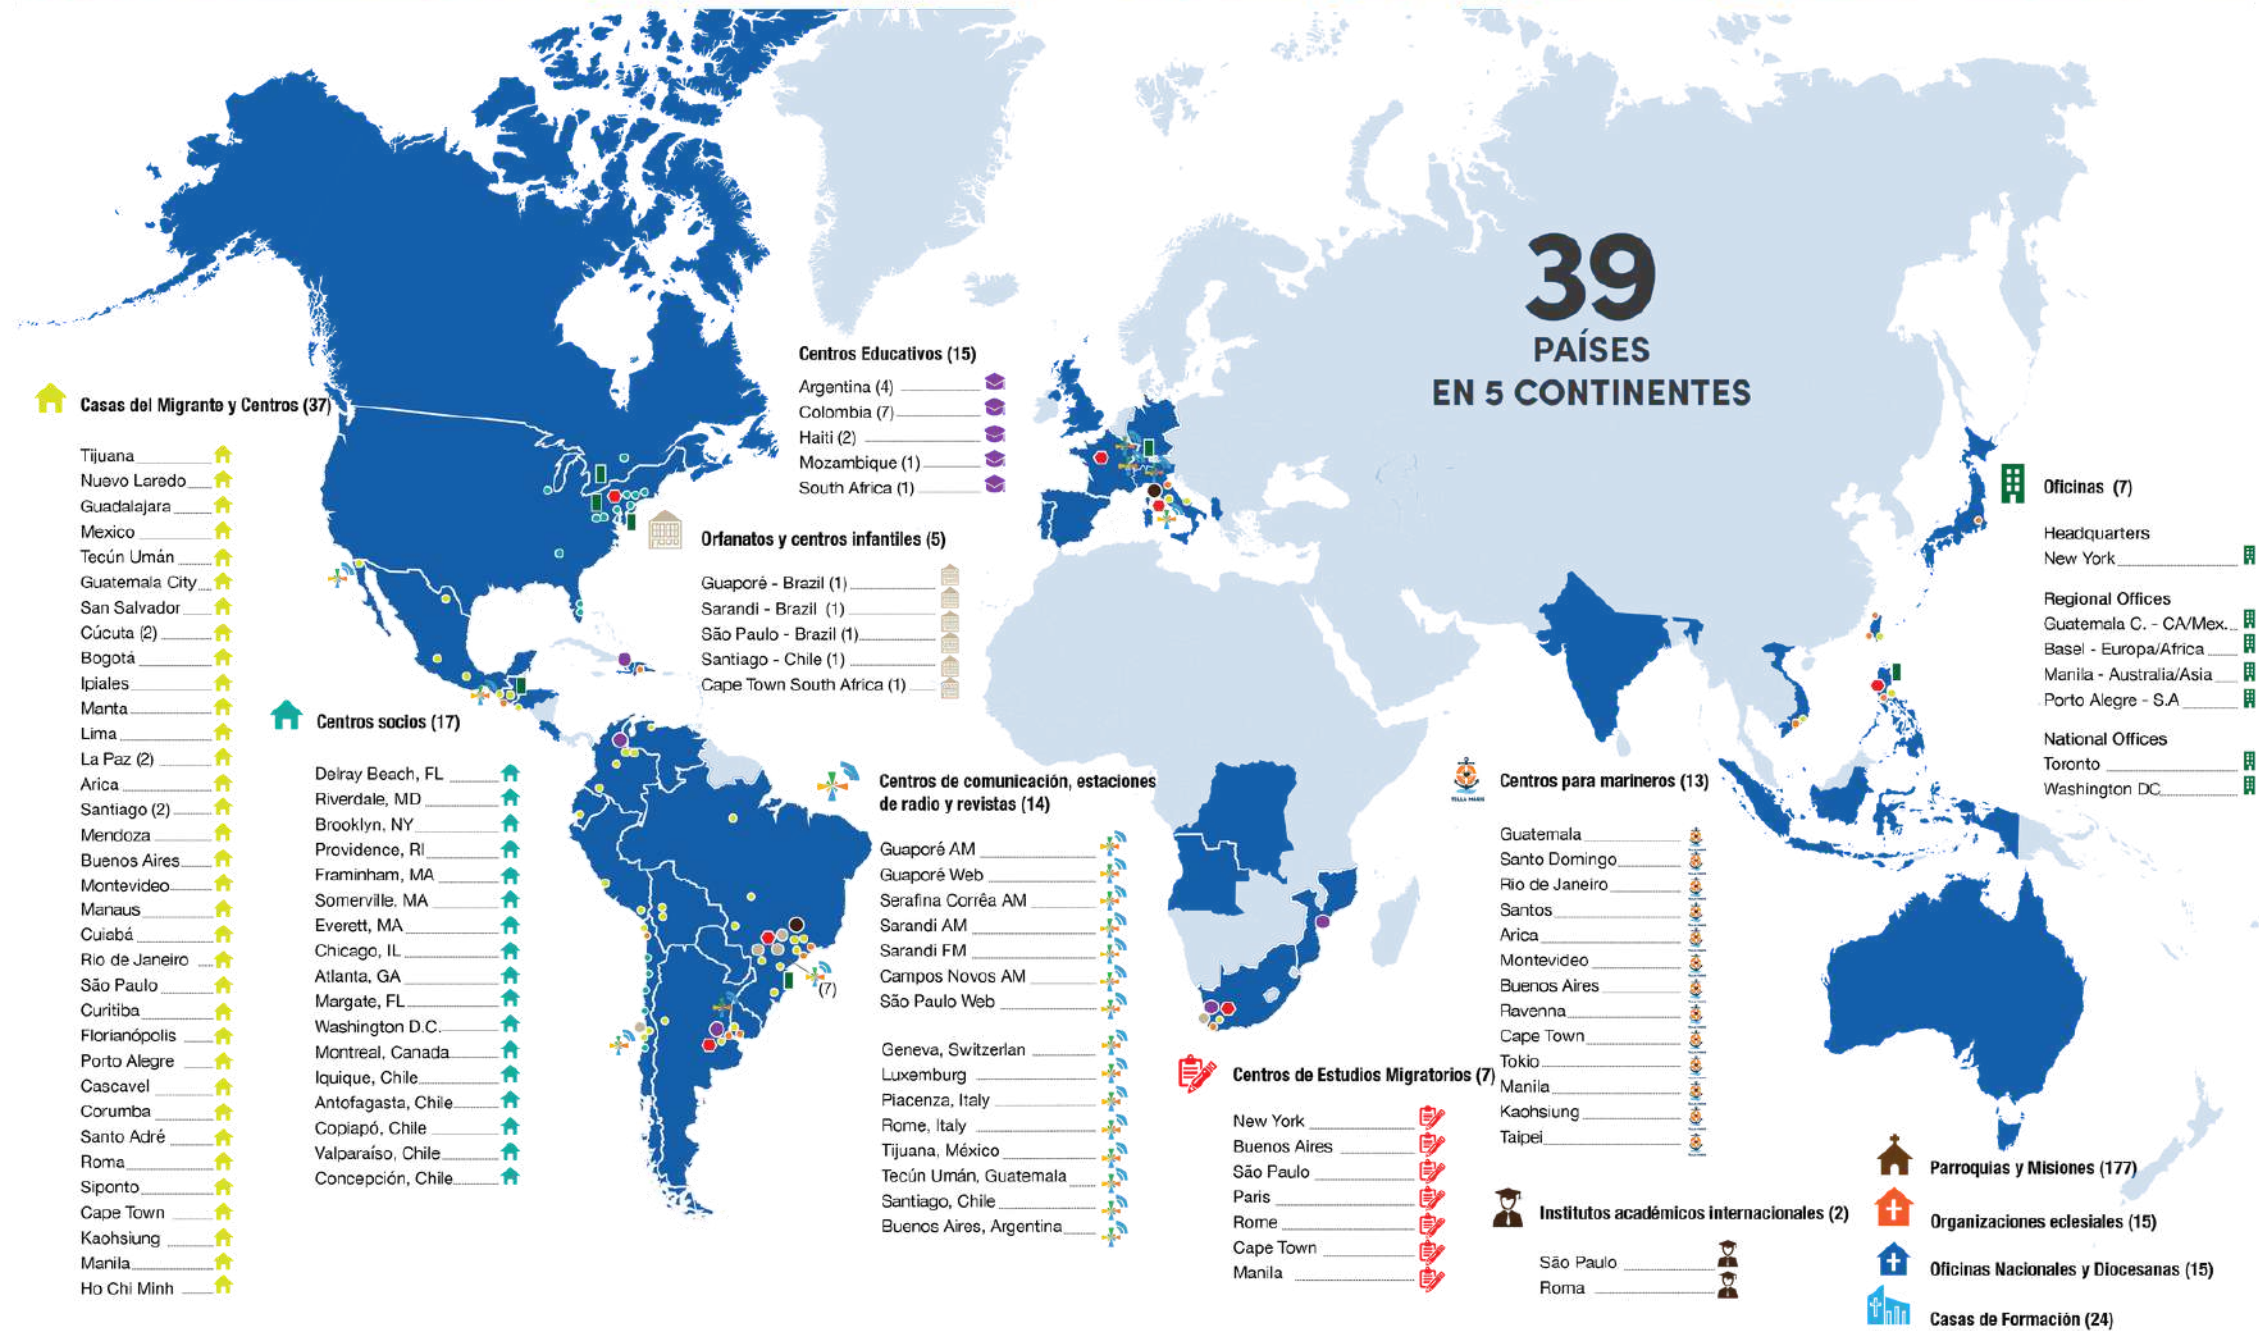 39
PAÍSES
EN 5 CONTINENTES
Casas del Migrante y Centros (37)
Tijuana
Nuevo Laredo
Guadalajara
Mexico
Tecún Umán
Guatemala City
San Salvador
Cúcuta (2)
Bogotá
Ipiales
Manta
Lima
La Paz (2)
Arica
Santiago (2)
Mendoza
Buenos Aires
Montevideo
Manaus
Cuiabá
Rio de Janeiro
São Paulo
Curitiba
Florianópolis
Porto Alegre
Cascavel
Corumba
Santo Adré
Roma
Siponto
Cape Town
Kaohsiung
Manila
Ho Chi Minh
Centros socios (17)
Delray Beach, FL
Riverdale, MD
Brooklyn, NY
Providence, RI
Framinham, MA
Somerville, MA
Everett, MA
Chicago, IL
Atlanta, GA
Margate, FL
Washington D.C.
Montreal, Canada
Iquique, Chile
Antofagasta, Chile
Copiapó, Chile
Valparaíso, Chile
Concepción, Chile
Centros Educativos (15)
Argentina (4)
Colombia (7)
Haiti (2)
Mozambique (1)
South Africa (1)
Orfanatos y centros infantiles (5)
Guaporé - Brazil (1)
Sarandi - Brazil (1)
São Paulo - Brazil (1)
Santiago - Chile (1)
Cape Town South Africa (1)
(7)
Centros de comunicación, estaciones
de radio y revistas (14)
Guaporé AM
Guaporé Web
Serafina Corrêa AM
Sarandi AM
Sarandi FM
Campos Novos AM
São Paulo Web
Geneva, Switzerlan
Luxemburg
Piacenza, Italy
Rome, Italy
Tijuana, México
Tecún Umán, Guatemala
Santiago, Chile
Buenos Aires, Argentina
Centros de Estudios Migratorios (7)
New York
Buenos Aires
São Paulo
Paris
Rome
Cape Town
Manila
Centros para marineros (13)
Guatemala
Santo Domingo
Rio de Janeiro
Santos
Arica
Montevideo
Buenos Aires
Ravenna
Cape Town
Tokio
Manila
Kaohsiung
Taipei
Institutos académicos internacionales (2)
São Paulo
Roma
Oficinas (7)
Headquarters
New York
Regional Offices
Guatemala C. - CA/Mex.
Basel - Europa/Africa
Manila - Australia/Asia
Porto Alegre - S.A
National Offices
Toronto
Washington DC
Parroquias y Misiones (177)
Organizaciones eclesiales (15)
Oficinas Nacionales y Diocesanas (15)
Casas de Formación (24)